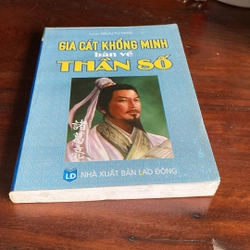 GIA CÁT KHỔNG MINH
bàn về
THẦN SỐ
LĐ
NHÀ XUẤT BẢN LAO ĐỘNG